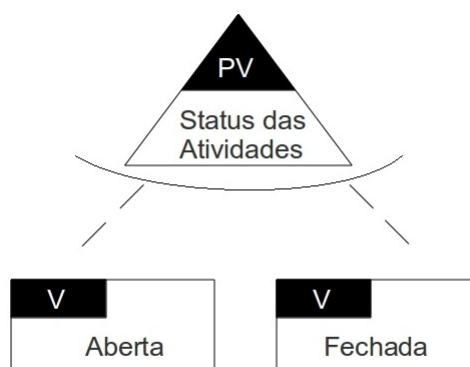 PV
Status das
Atividades
V
Aberta
V
Fechada